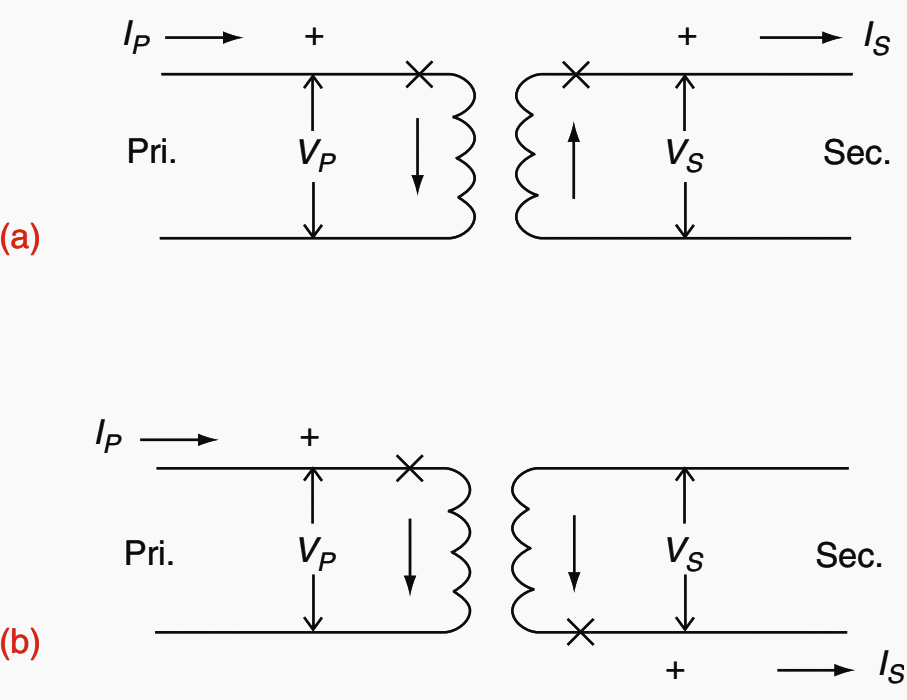 I_P + + I_S
Pri. V_P V_S Sec.
(a)
I_P +
Pri. V_P V_S Sec.
(b)
+ I_S